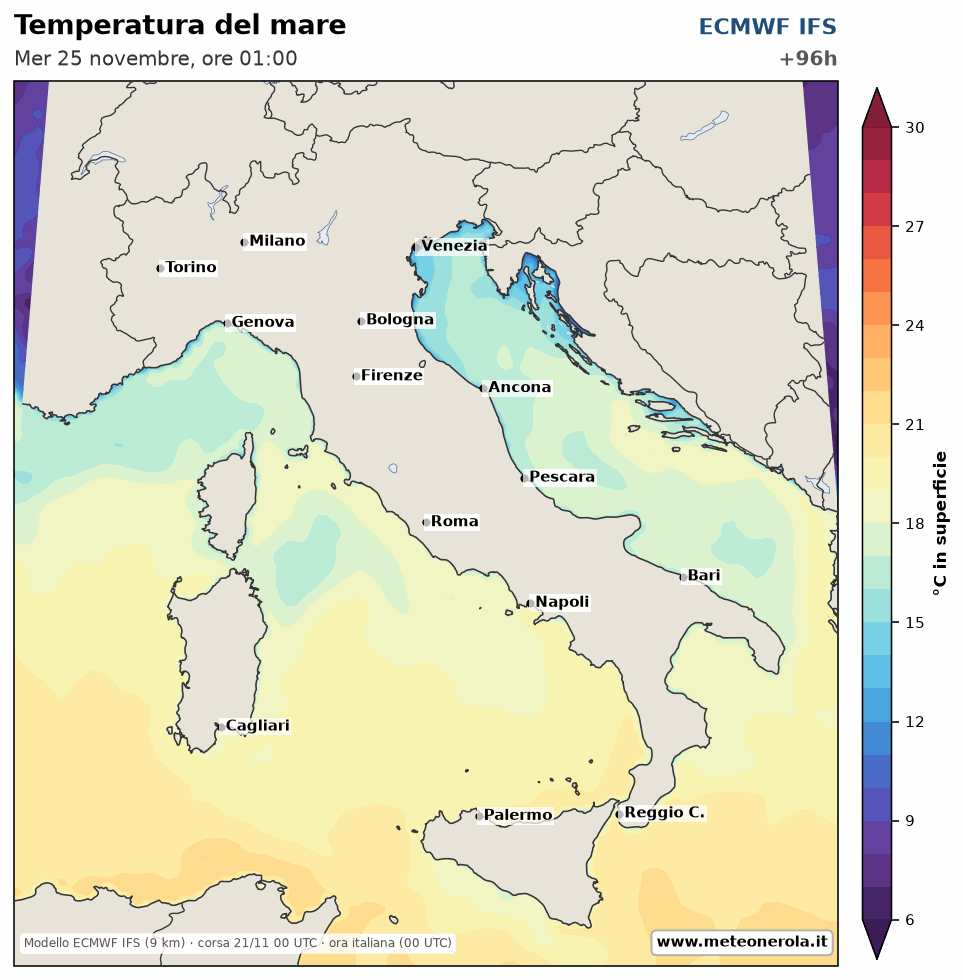 Temperatura del mare
ECMWF IFS
Mer 25 novembre, ore 01:00
+96h
Milano
Venezia
Torino
Genova
Bologna
Firenze
Ancona
Pescara
Roma
Bari
Napoli
Cagliari
Palermo
Reggio C.
30
27
24
21
18
15
12
9
6
°C in superficie
Modello ECMWF IFS (9 km) · corsa 21/11 00 UTC · ora italiana (00 UTC)
www.meteonerola.it